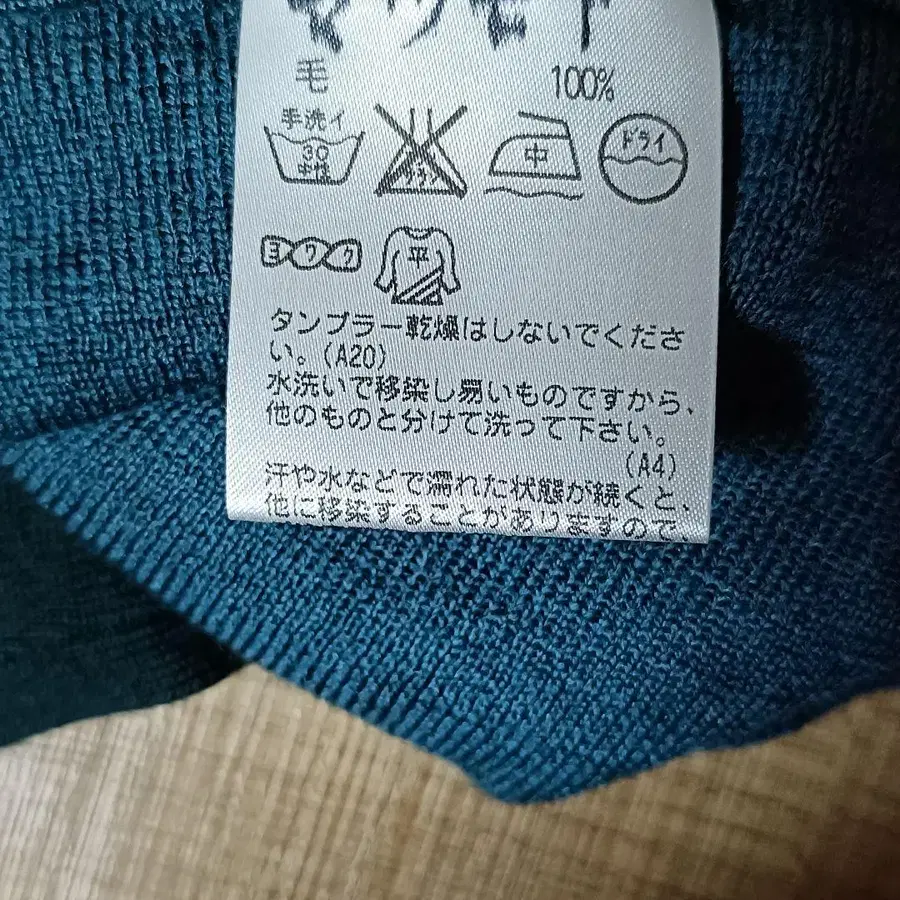 毛 100%
手洗イ
30
中性
中
ドライ
ヨワク
平
タンブラー乾燥はしないでくださ
い。(A20)
水洗いで移染し易いものですから、
他のものと分けて洗って下さい。
(A4)
汗や水などで濡れた状態が続くと、
他に移染することがありますので、